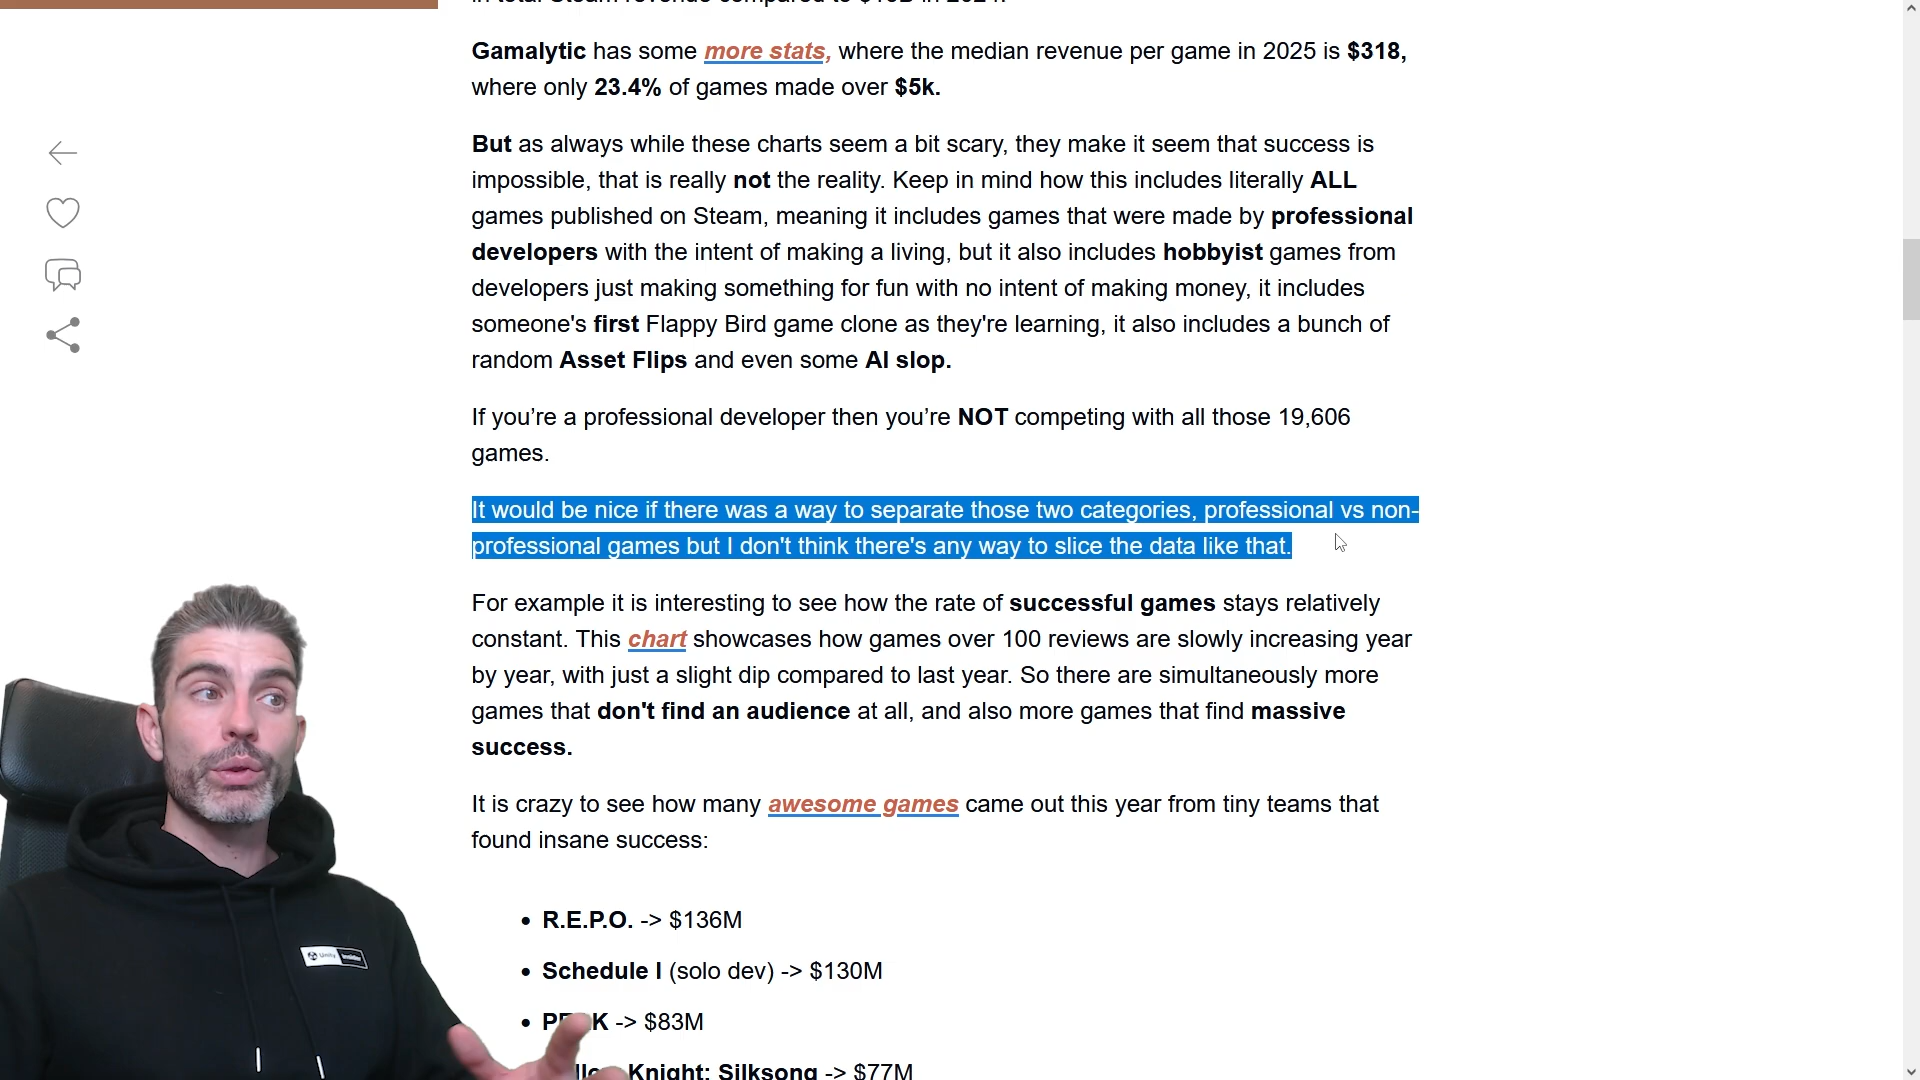 Gamalytic has some more stats, where the median revenue per game in 2025 is $318,
where only 23.4% of games made over $5k.
But as always while these charts seem a bit scary, they make it seem that success is
impossible, that is really not the reality. Keep in mind how this includes literally ALL
games published on Steam, meaning it includes games that were made by professional
developers with the intent of making a living, but it also includes hobbyist games from
developers just making something for fun with no intent of making money, it includes
someone's first Flappy Bird game clone as they're learning, it also includes a bunch of
random Asset Flips and even some AI slop.
If you’re a professional developer then you’re NOT competing with all those 19,606
games.
It would be nice if there was a way to separate those two categories, professional vs non-
professional games but I don't think there's any way to slice the data like that.
For example it is interesting to see how the rate of successful games stays relatively
constant. This chart showcases how games over 100 reviews are slowly increasing year
by year, with just a slight dip compared to last year. So there are simultaneously more
games that don't find an audience at all, and also more games that find massive
success.
It is crazy to see how many awesome games came out this year from tiny teams that
found insane success:
• R.E.P.O. -> $136M
• Schedule I (solo dev) -> $130M
• -> $83M
Knight: Silksong -> $77M
Unity